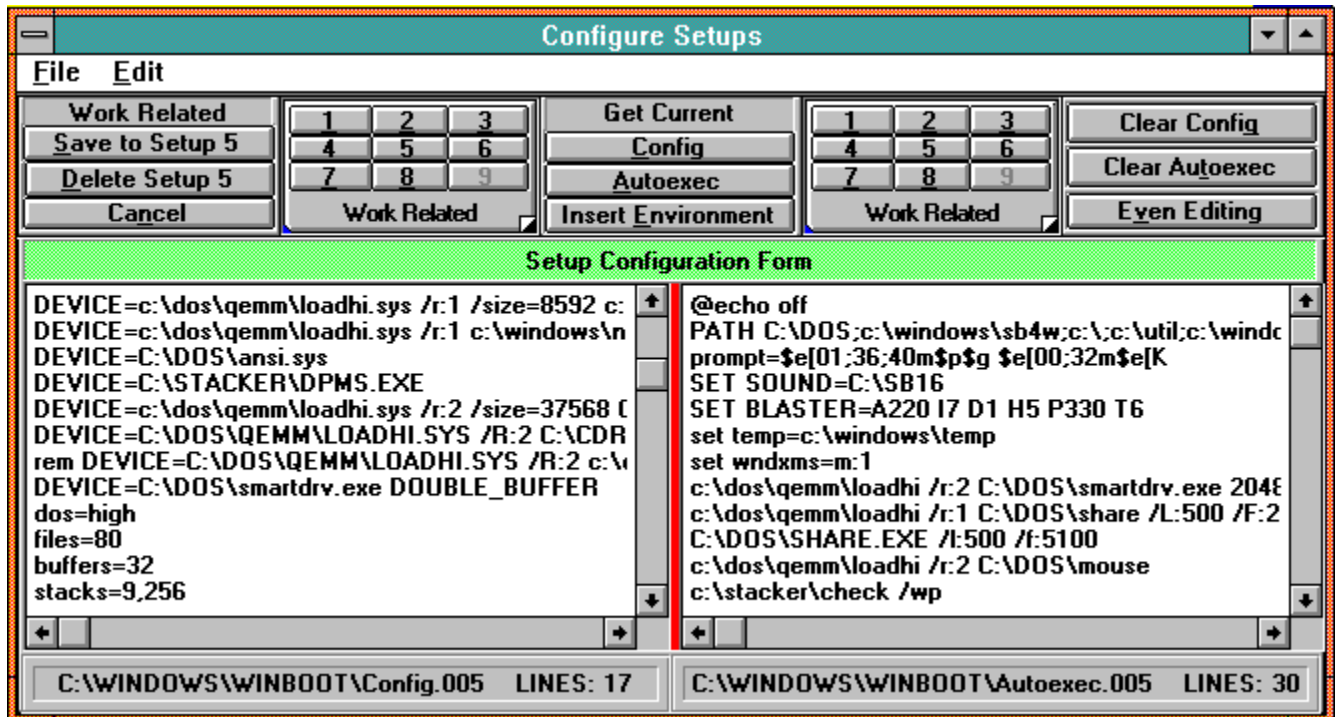 Configure Setups
File Edit
Work Related
Save to Setup 5
Delete Setup 5
Cancel
1 2 3
4 5 6
7 8 9
Work Related
Get Current
Config
Autoexec
Insert Environment
1 2 3
4 5 6
7 8 9
Work Related
Clear Config
Clear Autoexec
Even Editing
Setup Configuration Form
DEVICE=c:\dos\qemm\loadhi.sys /r:1 /size=8592 c:
DEVICE=c:\dos\qemm\loadhi.sys /r:1 c:\windows\n
DEVICE=C:\DOS\ansi.sys
DEVICE=C:\STACKER\DPMS.EXE
DEVICE=c:\dos\qemm\loadhi.sys /r:2 /size=37568
DEVICE=C:\DOS\QEMM\LOADHI.SYS /R:2 C:\CDR
rem DEVICE=C:\DOS\QEMM\LOADHI.SYS /R:2 c:\
DEVICE=C:\DOS\smartdrv.exe DOUBLE_BUFFER
dos=high
files=80
buffers=32
stacks=9,256
@echo off
PATH C:\DOS;c:\windows\sb4w;c:\;c:\util;c:\windo
prompt=$e[01;36;40m$p$g $e[00;32m$e[K
SET SOUND=C:\SB16
SET BLASTER=A220 I7 D1 H5 P330 T6
set temp=c:\windows\temp
set wndxms=m:1
c:\dos\qemm\loadhi /r:2 C:\DOS\smartdrv.exe 2048
c:\dos\qemm\loadhi /r:1 C:\DOS\share /L:500 /F:2
C:\DOS\SHARE.EXE /l:500 /f:5100
c:\dos\qemm\loadhi /r:2 C:\DOS\mouse
c:\stacker\check /wp
C:\WINDOWS\WINBOOT\Config.005 LINES: 17
C:\WINDOWS\WINBOOT\Autoexec.005 LINES: 30